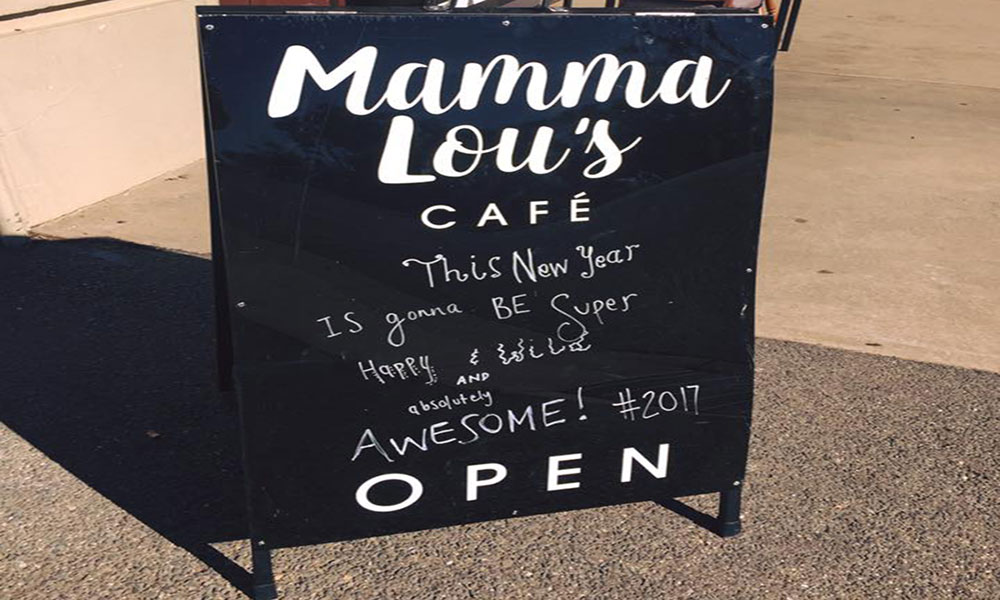 Mamma
Lou's
CAFÉ
This New Year
IS gonna BE Super
Happy & Wild
AND
absolutely
AWESOME! #2017
OPEN